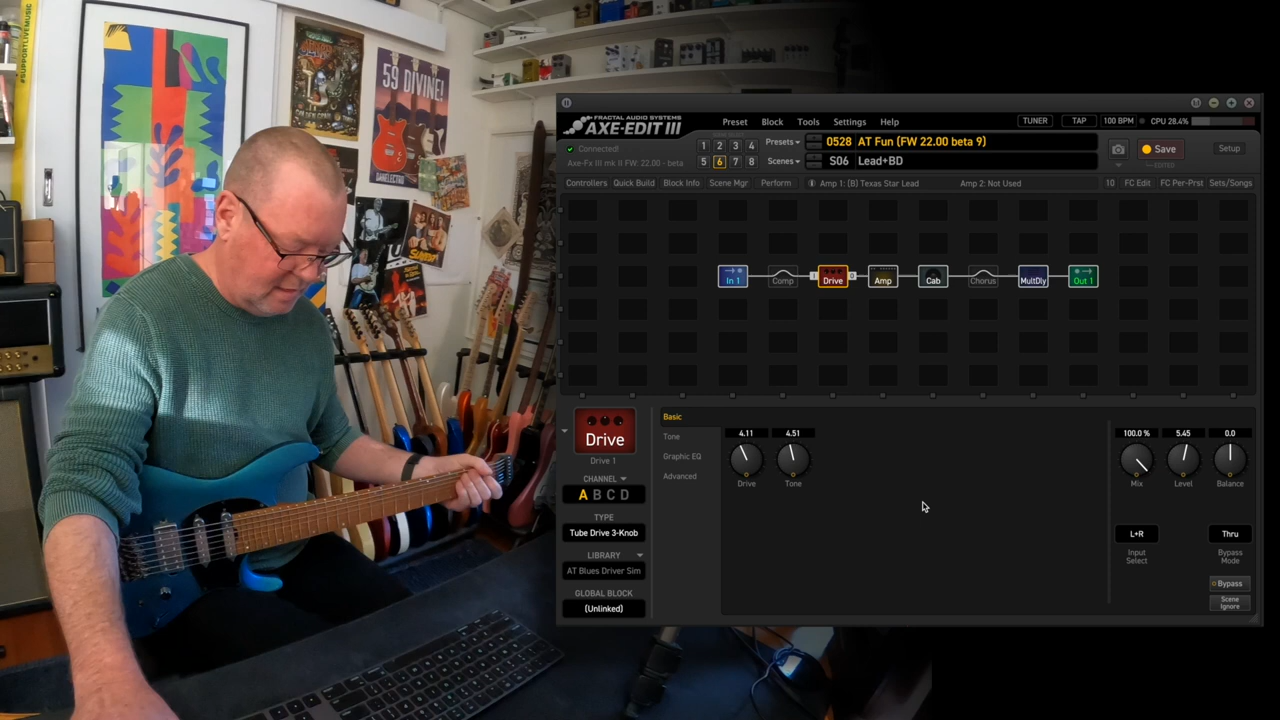 #SUPPORTLIVEMUSIC
59 DIVINE!
DANELECTRO
FRACTAL AUDIO SYSTEMS
AXE-EDIT III
Preset Block Tools Settings Help
TUNER TAP 100 BPM CPU 28.4%
Connected!
Axe-Fx III mk II FW: 22.00 - beta
1 2 3 4
5 6 7 8
Presets
0528 AT Fun (FW 22.00 beta 9)
Scenes
S06 Lead+BD
Save
EDITED
Setup
Controllers Quick Build Block Info Scene Mgr Perform Amp 1: (B) Texas Star Lead Amp 2: Not Used 10 FC Edit FC Per-Prst Sets/Songs
In 1 Comp Drive Amp Cab Chorus MultDly Out 1
Drive
Drive 1
CHANNEL
A B C D
TYPE
Tube Drive 3-Knob
LIBRARY
AT Blues Driver Sim
GLOBAL BLOCK
(Unlinked)
Basic
Tone
Graphic EQ
Advanced
4.11 4.51
Drive Tone
100.0 % 5.45 0.0
Mix Level Balance
L+R
Input
Select
Thru
Bypass
Mode
Bypass
Scene
Ignore